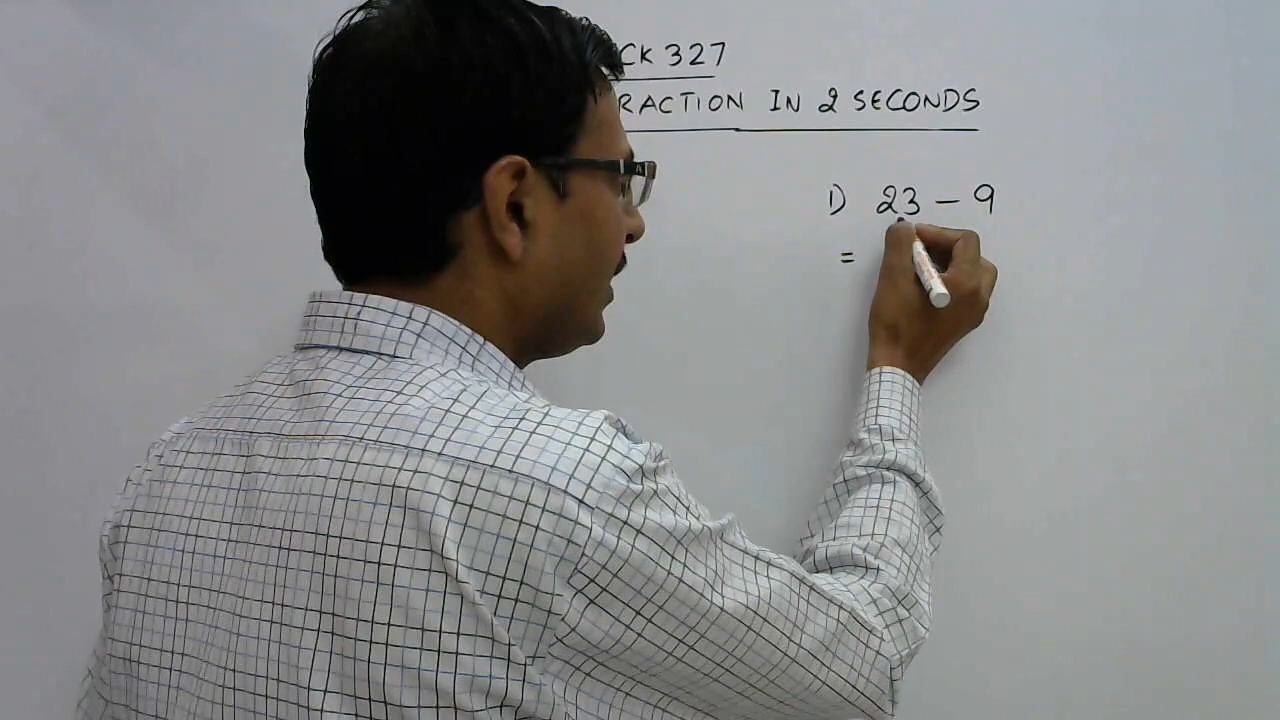 CK 327
RACTION IN 2 SECONDS
1) 23 - 9
=